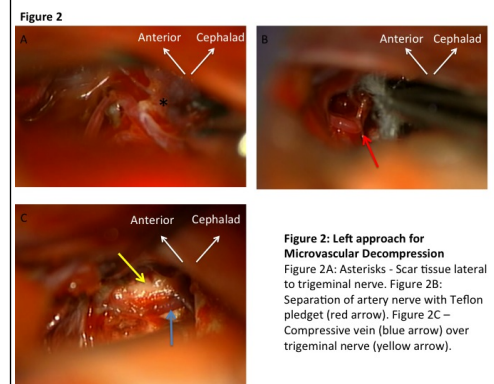 Figure 2
A
Anterior Cephalad
*
B
Anterior Cephalad
C
Anterior Cephalad
Figure 2: Left approach for
Microvascular Decompression
Figure 2A: Asterisks - Scar tissue lateral
to trigeminal nerve. Figure 2B:
Separation of artery nerve with Teflon
pledget (red arrow). Figure 2C –
Compressive vein (blue arrow) over
trigeminal nerve (yellow arrow).